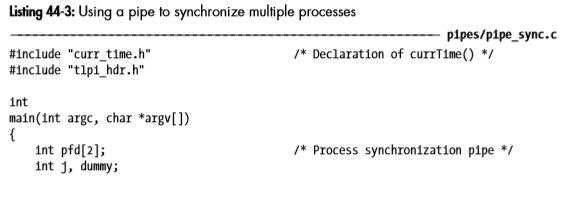 Listing 44-3: Using a pipe to synchronize multiple processes
pipes/pipe_sync.c
#include "curr_time.h" /* Declaration of currTime() */
#include "tlpi_hdr.h"
int
main(int argc, char *argv[])
{
int pfd[2]; /* Process synchronization pipe */
int j, dummy;